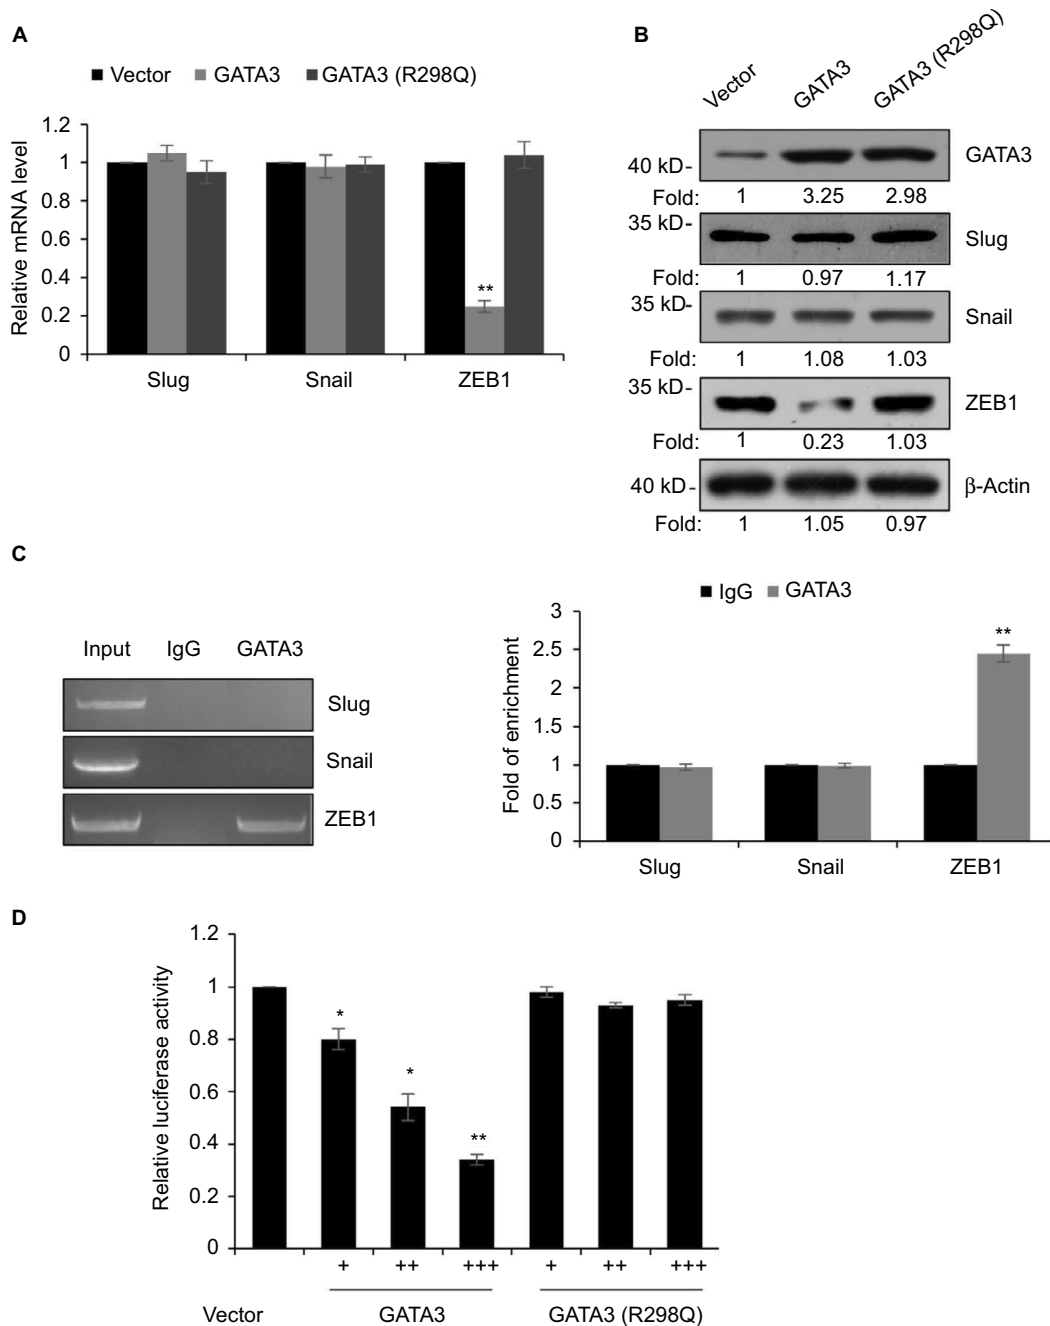 A
Vector GATA3 GATA3 (R298Q)
Relative mRNA level
1.2
1
0.8
0.6
0.4
0.2
0
**
Slug Snail ZEB1
B
Vector GATA3 GATA3 (R298Q)
40 kD- GATA3
Fold: 1 3.25 2.98
35 kD- Slug
1 0.97 1.17
35 kD- Snail
Fold: 1 1.08 1.03
35 kD- ZEB1
Fold: 1 0.23 1.03
40 kD- β-Actin
Fold: 1 1.05 0.97
C
Input IgG GATA3
Slug
Snail
ZEB1
IgG GATA3
Fold of enrichment
3
2.5
2
1.5
1
0.5
0
**
Slug Snail ZEB1
D
Relative luciferase activity
1.2
1
0.8
0.6
0.4
0.2
0
* * **
+ ++ +++ + ++ +++
Vector GATA3 GATA3 (R298Q)